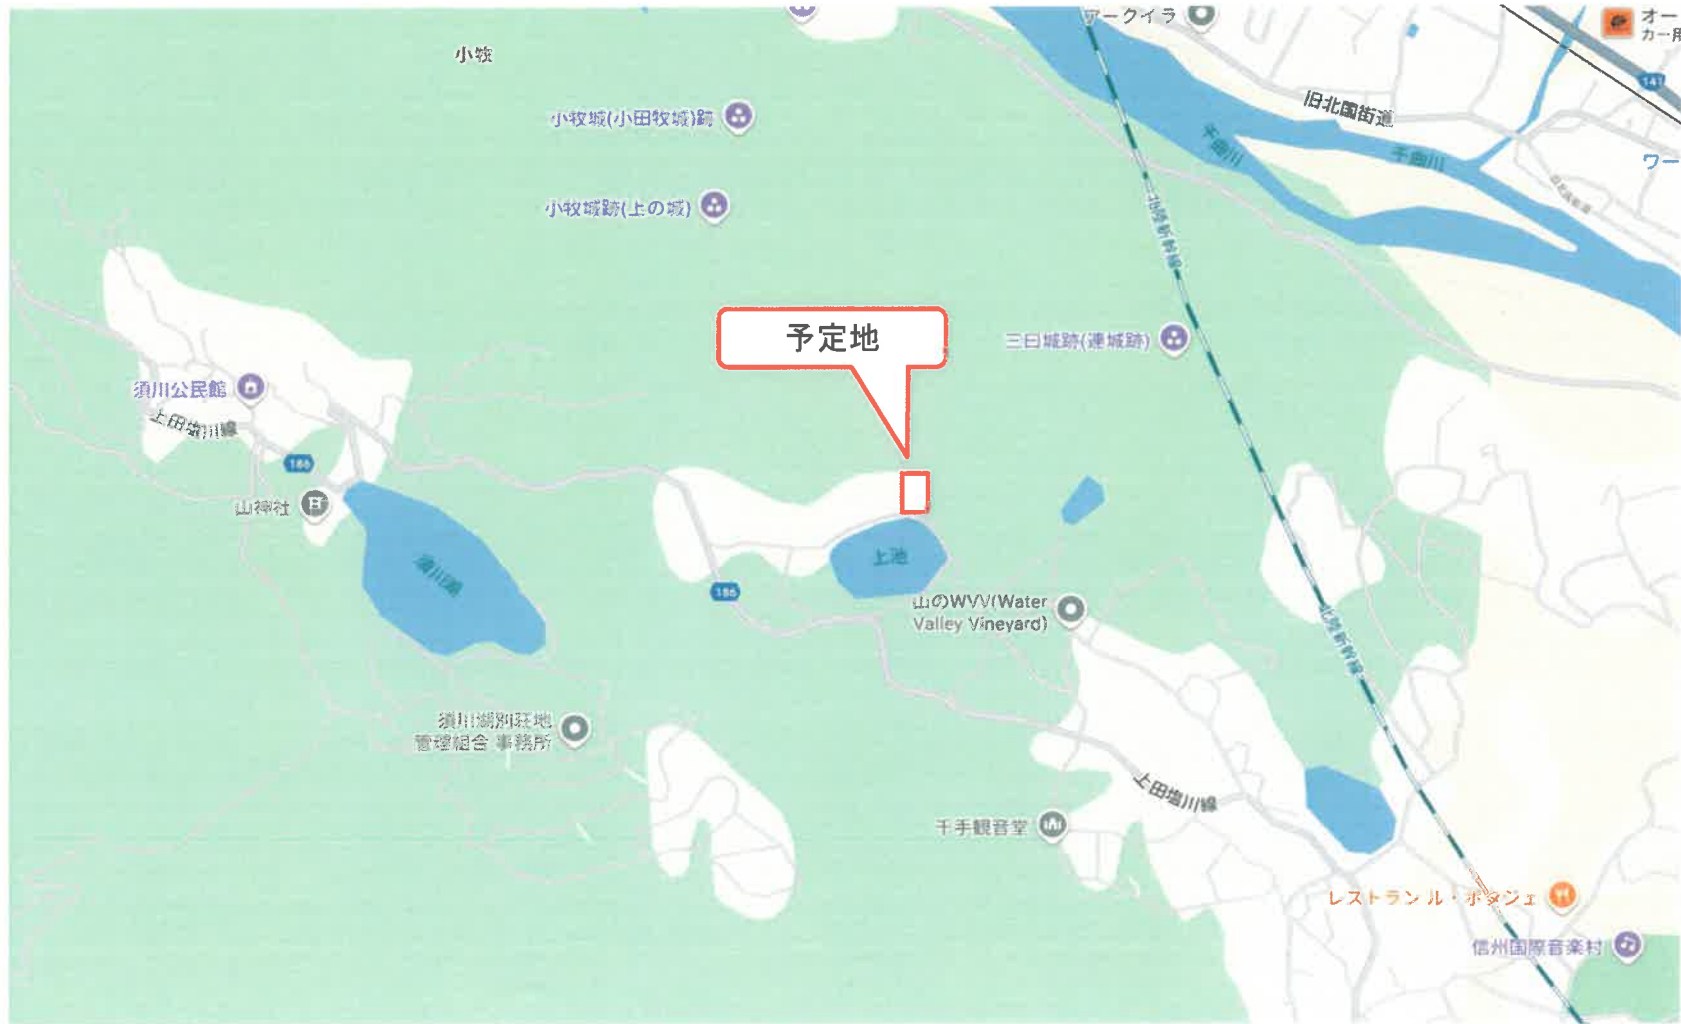 アークイラ
オー
カー用
小牧
141
旧北国街道
小牧城(小田牧城)跡
千曲川
千曲川
ワー
小牧城跡(上の城)
北陸新幹線
予定地
三日城跡(連城跡)
須川公民館
上田塩川線
186
山神社
須川湖
上池
186
山のWVV(Water
Valley Vineyard)
北陸新幹線
須川湖別荘地
管理組合 事務所
上田塩川線
千手観音堂
レストラン ル・ポタジェ
信州国際音楽村